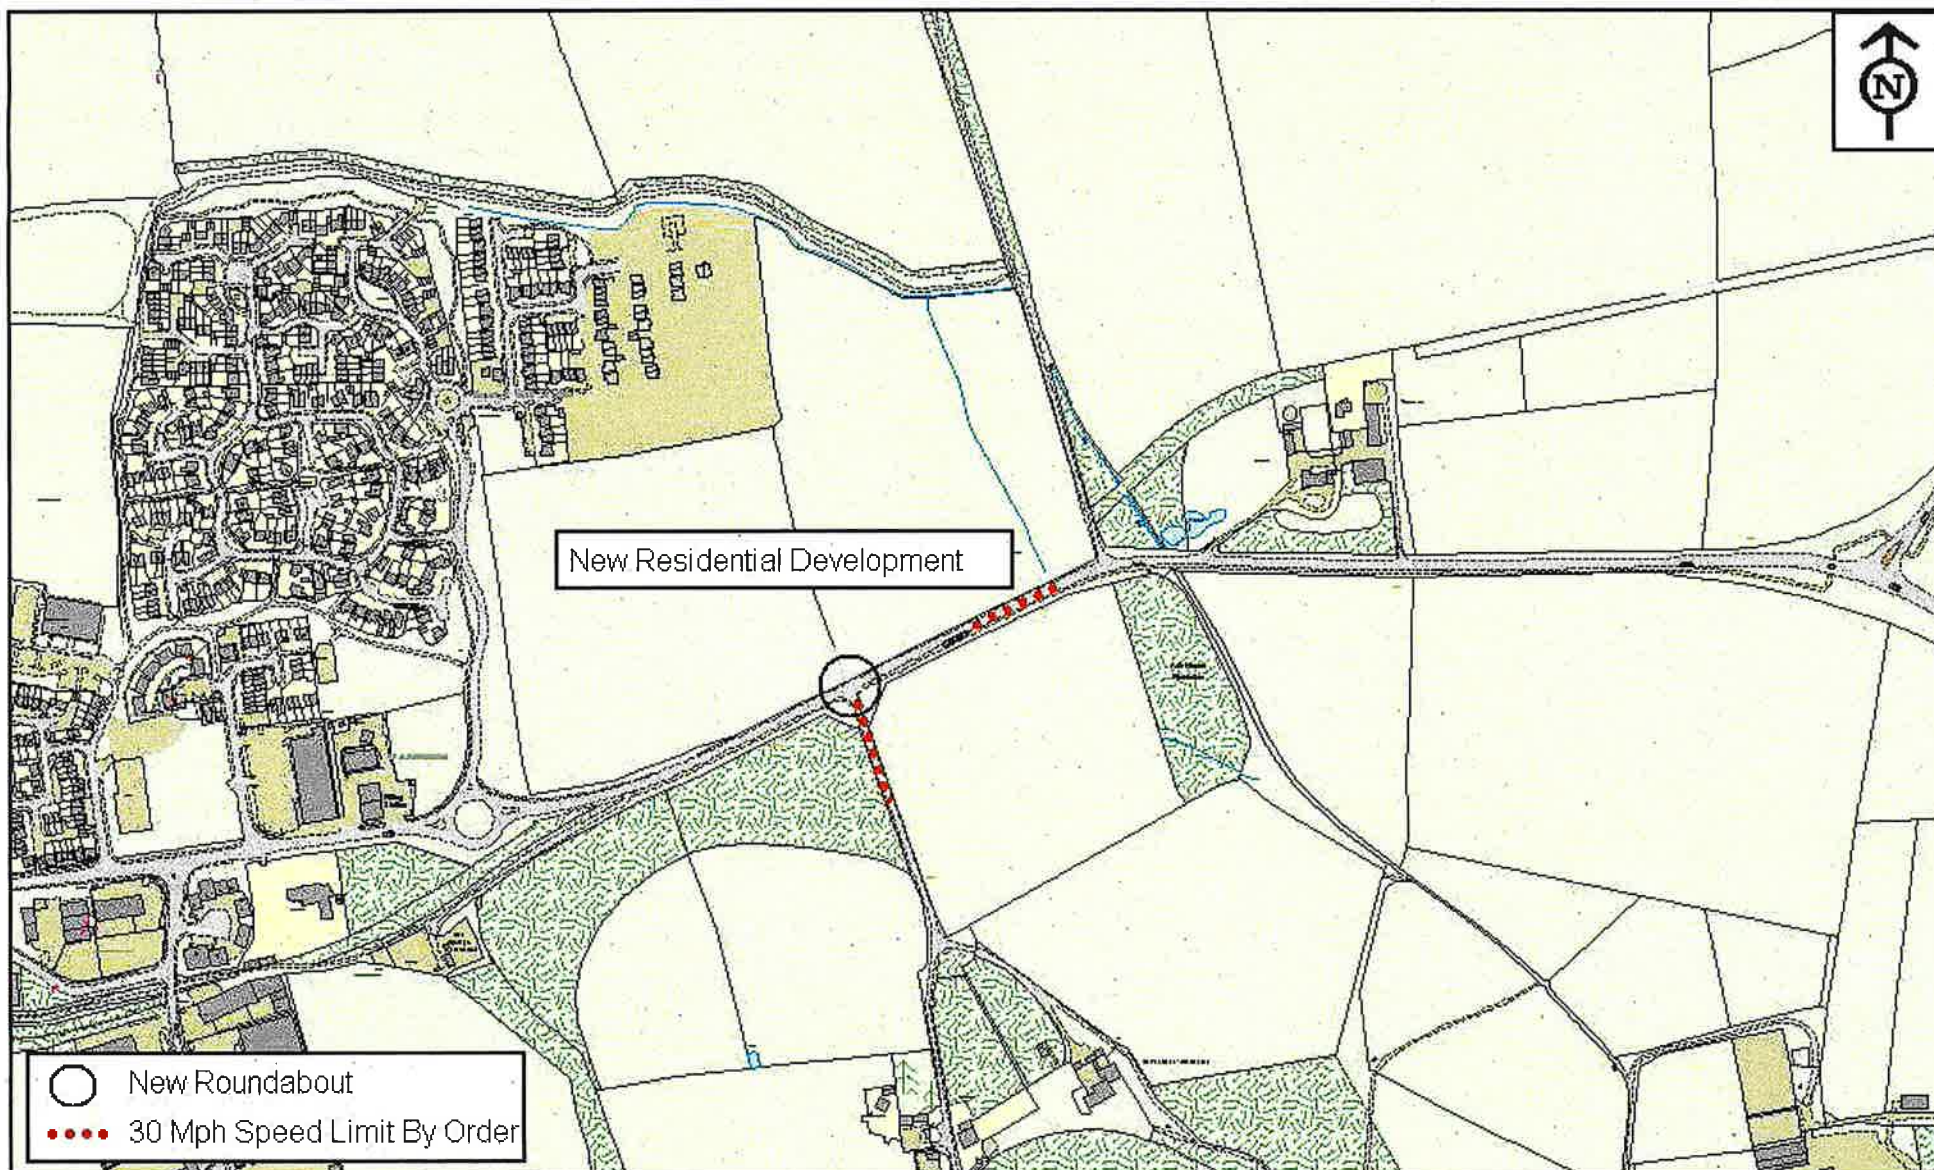 N
New Residential Development
New Roundabout
30 Mph Speed Limit By Order